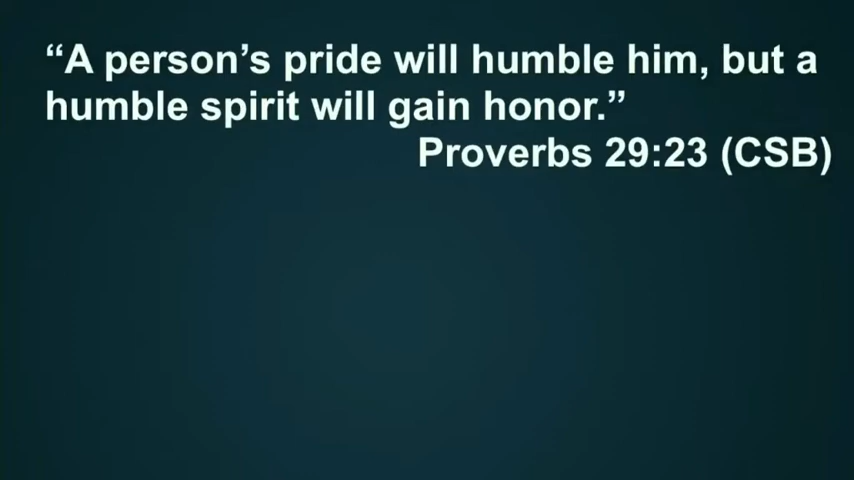 “A person’s pride will humble him, but a
humble spirit will gain honor.”
Proverbs 29:23 (CSB)